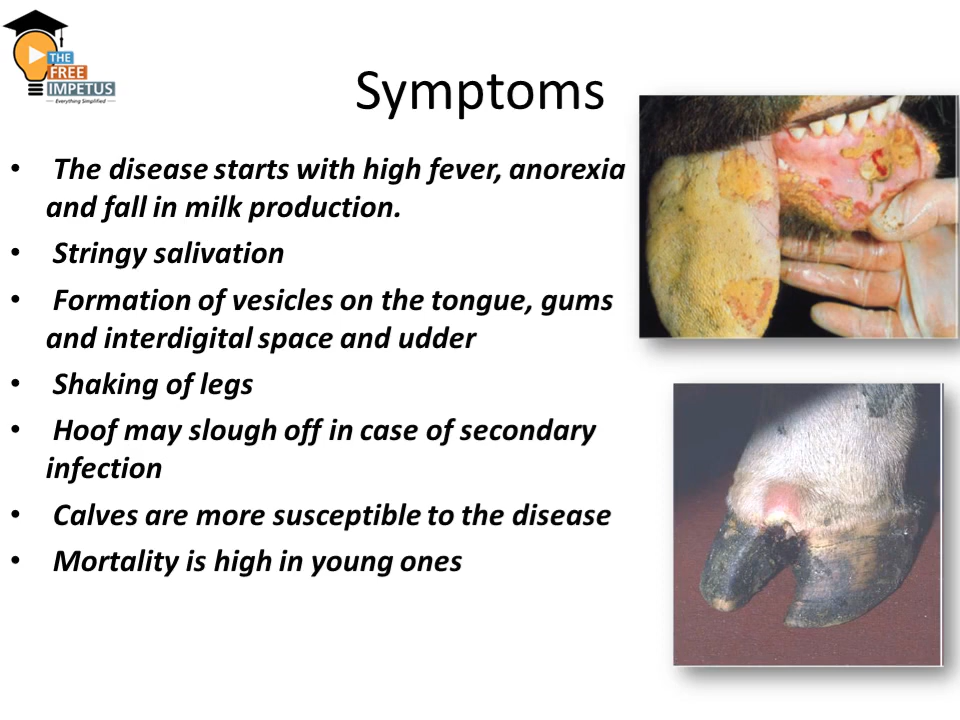 THE
FREE
IMPETUS
Everything Simplified
Symptoms
• The disease starts with high fever, anorexia
and fall in milk production.
• Stringy salivation
• Formation of vesicles on the tongue, gums
and interdigital space and udder
• Shaking of legs
• Hoof may slough off in case of secondary
infection
• Calves are more susceptible to the disease
• Mortality is high in young ones